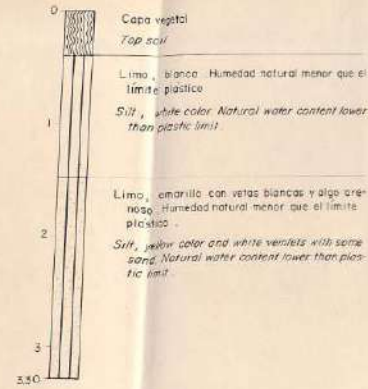 0
Capa vegetal
Top soil
Limo, blanco. Humedad natural menor que el
límite plástico
1
Silt, white color. Natural water content lower
than plastic limit.
Limo, amarillo con vetas blancas y algo are-
noso. Humedad natural menor que el límite
plástico.
2
Silt, yellow color and white veinlets with some
sand. Natural water content lower than plas-
tic limit.
3
3.30